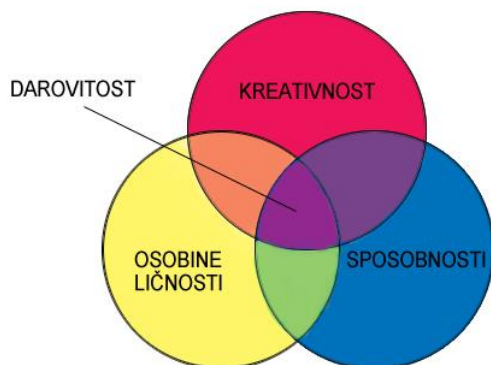 DAROVITOST
KREATIVNOST
OSOBINE
LIČNOSTI
SPOSOBNOSTI